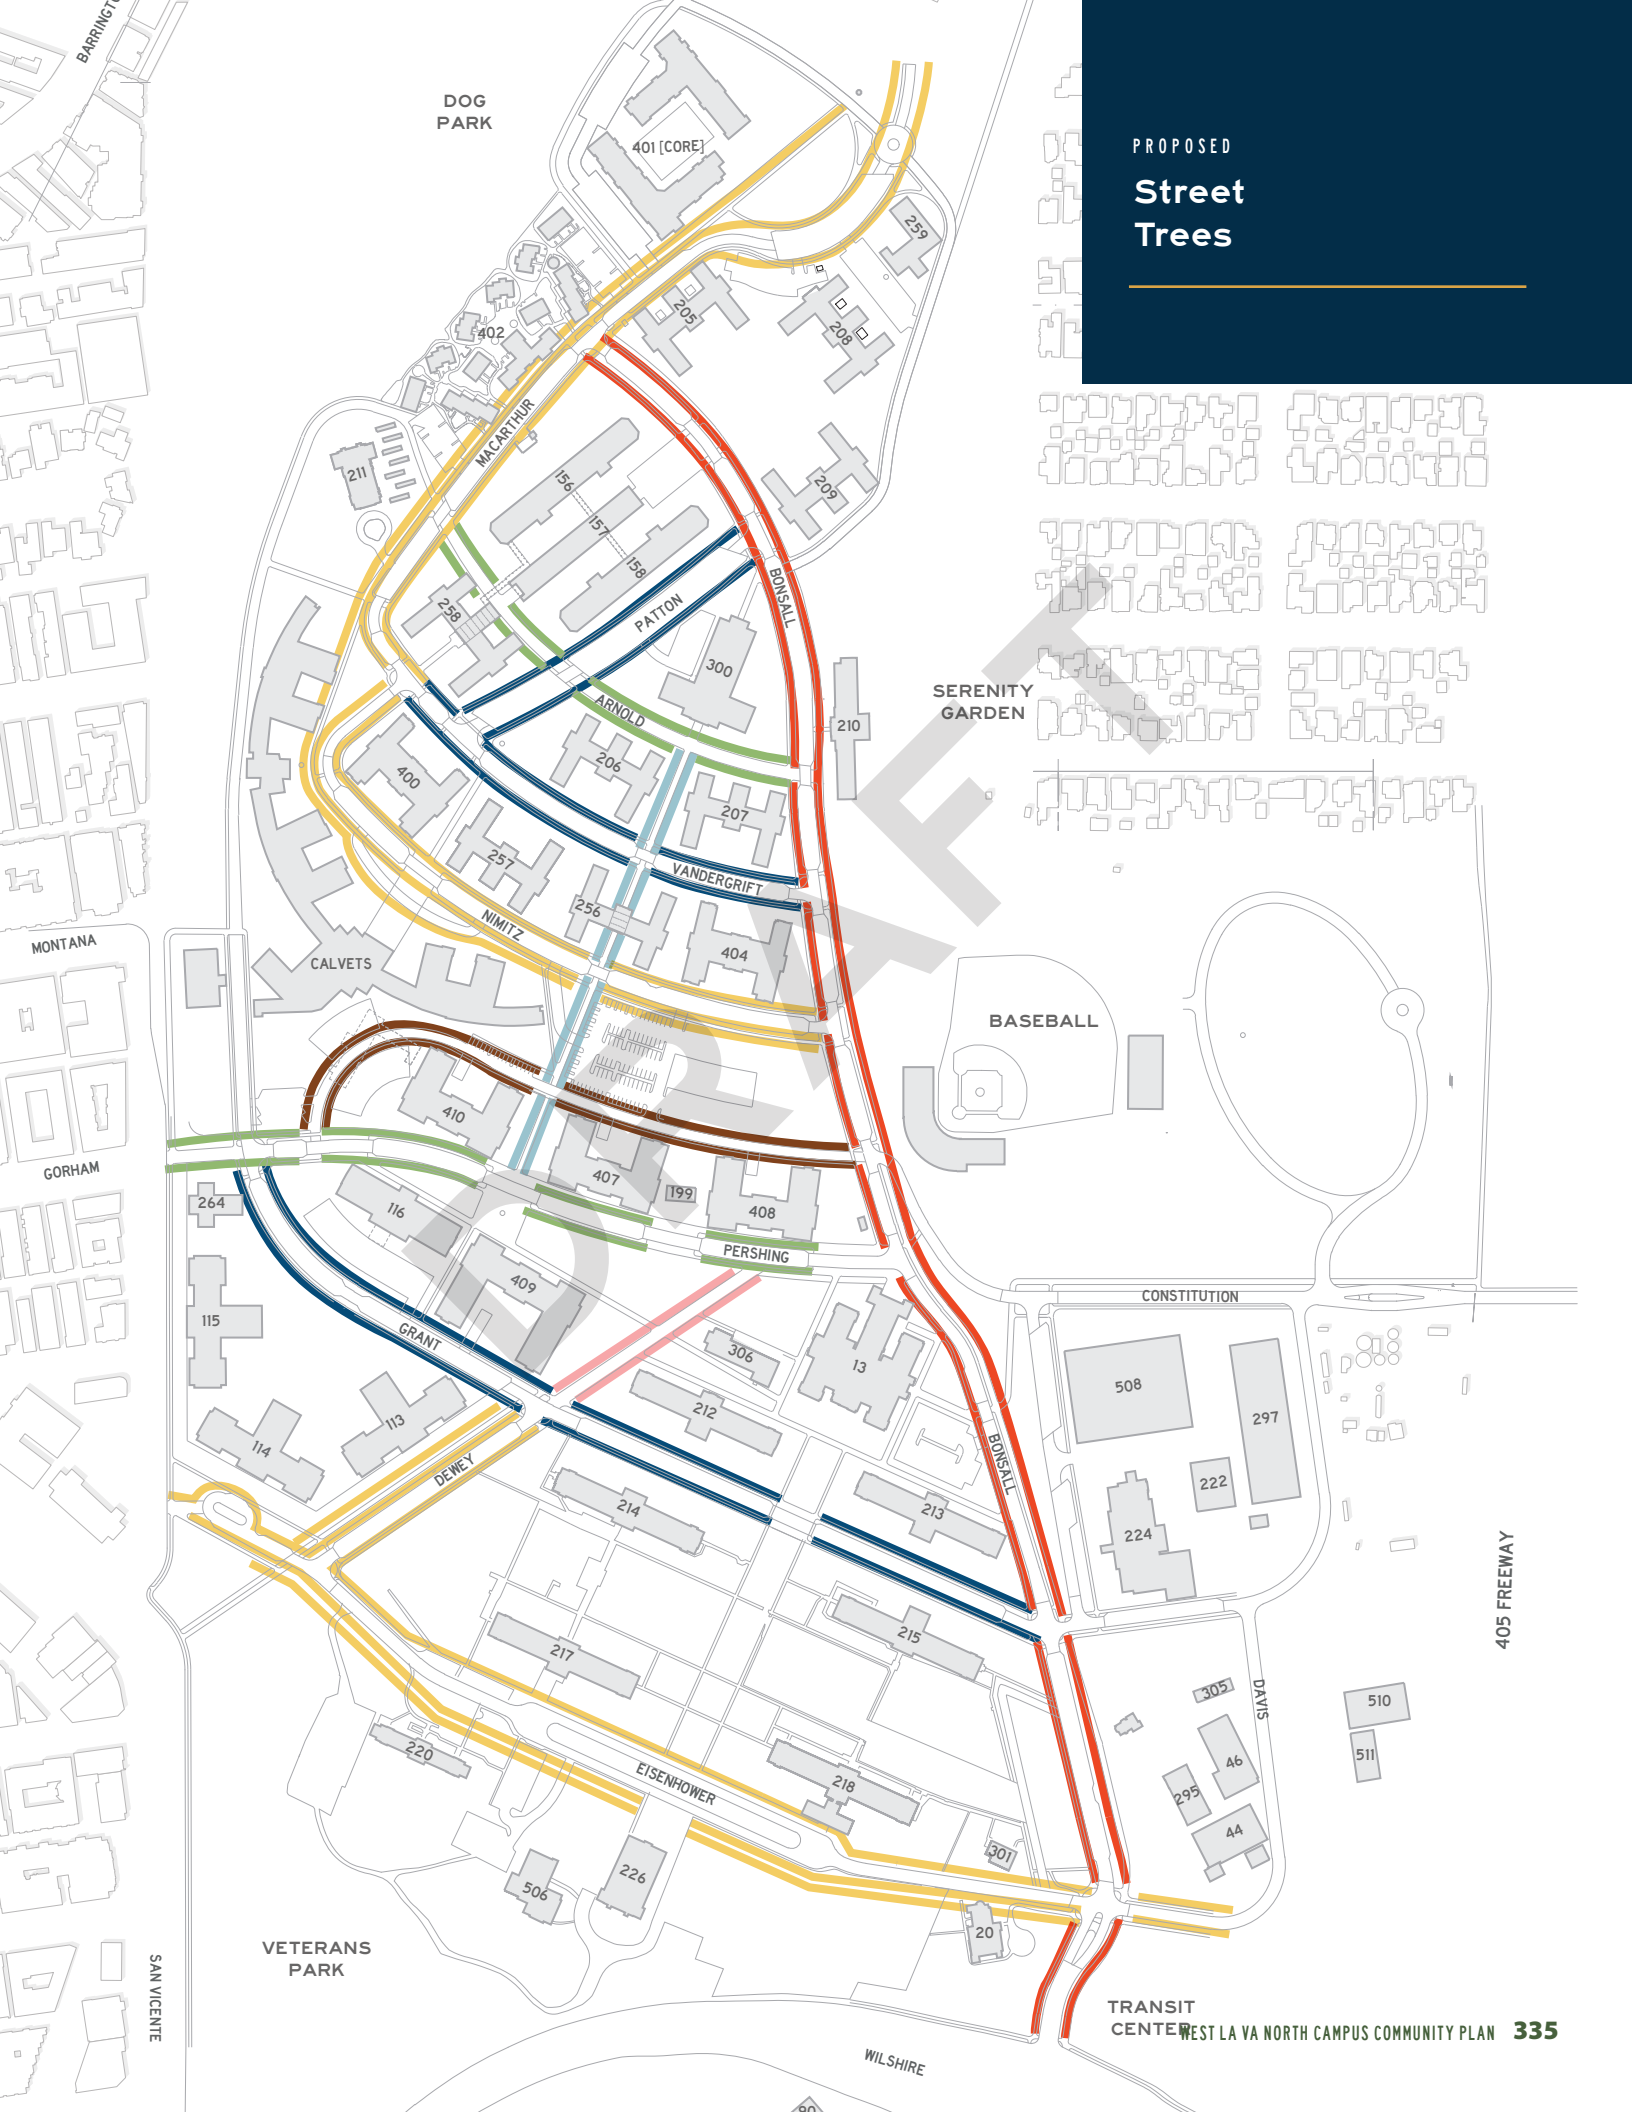 BARRINGT
DOG
PARK
PROPOSED
Street
Trees
401 [CORE]
259
205
208
402
MACARTHUR
211
156
157
158
209
258
PATTON
BONSALL
300
SERENITY
GARDEN
ARNOLD
210
206
400
207
257
VANDERGRIFT
256
NIMITZ
404
MONTANA
CALVETS
BASEBALL
410
GORHAM
407
199
264
116
408
PERSHING
409
CONSTITUTION
115
GRANT
306
13
508
212
297
113
114
BONSALL
DEWEY
222
214
213
224
405 FREEWAY
215
217
305
DAVIS
510
220
46
511
EISENHOWER
218
295
44
301
226
506
20
VETERANS
PARK
SAN VICENTE
TRANSIT
CENTER
WEST LA VA NORTH CAMPUS COMMUNITY PLAN 335
WILSHIRE
DRAFT